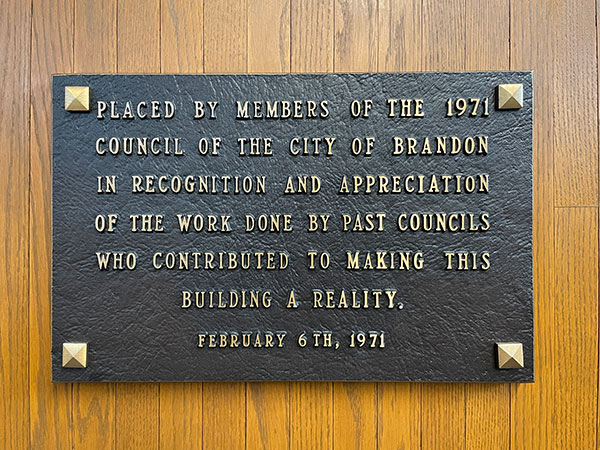 PLACED BY MEMBERS OF THE 1971
COUNCIL OF THE CITY OF BRANDON
IN RECOGNITION AND APPRECIATION
OF THE WORK DONE BY PAST COUNCILS
WHO CONTRIBUTED TO MAKING THIS
BUILDING A REALITY.
FEBRUARY 6TH, 1971